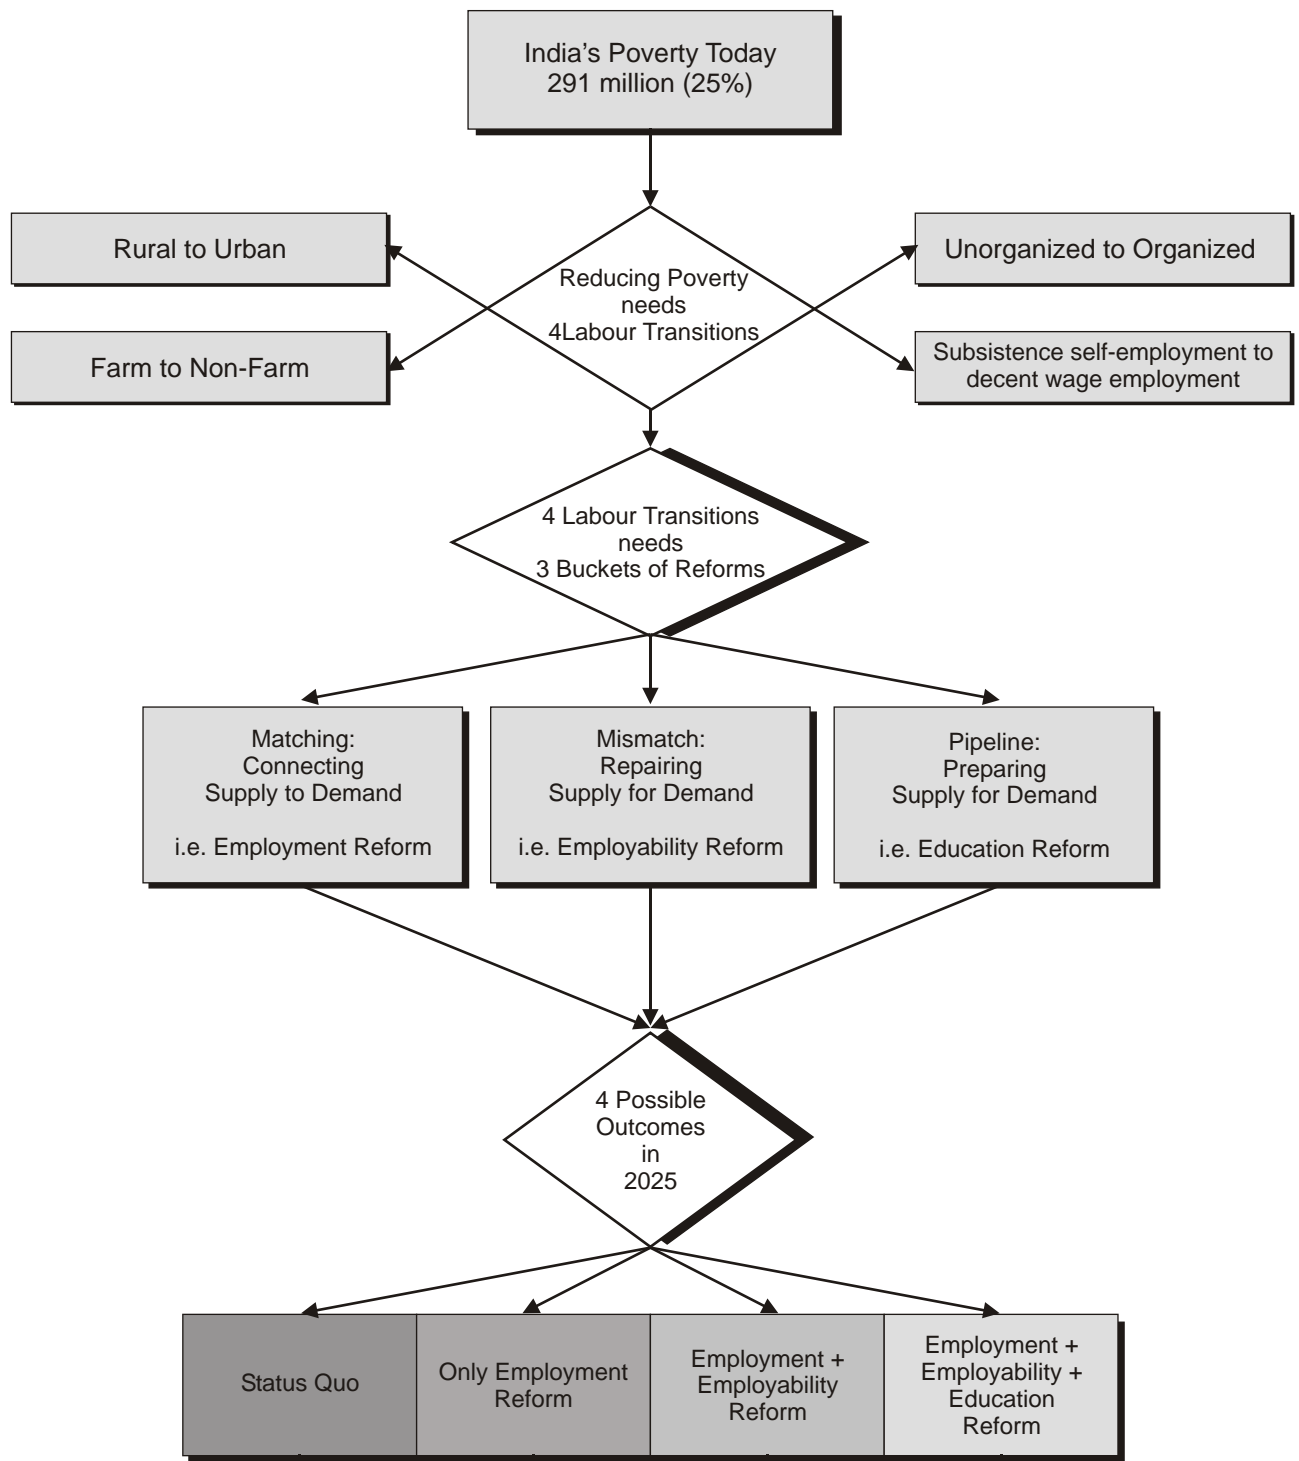 India’s Poverty Today
291 million (25%)
Rural to Urban
Unorganized to Organized
Reducing Poverty
needs
4Labour Transitions
Farm to Non-Farm
Subsistence self-employment to
decent wage employment
4 Labour Transitions
needs
3 Buckets of Reforms
Matching:
Connecting
Supply to Demand
i.e. Employment Reform
Mismatch:
Repairing
Supply for Demand
i.e. Employability Reform
Pipeline:
Preparing
Supply for Demand
i.e. Education Reform
4 Possible
Outcomes
in
2025
Status Quo
Only Employment
Reform
Employment +
Employability
Reform
Employment +
Employability +
Education
Reform